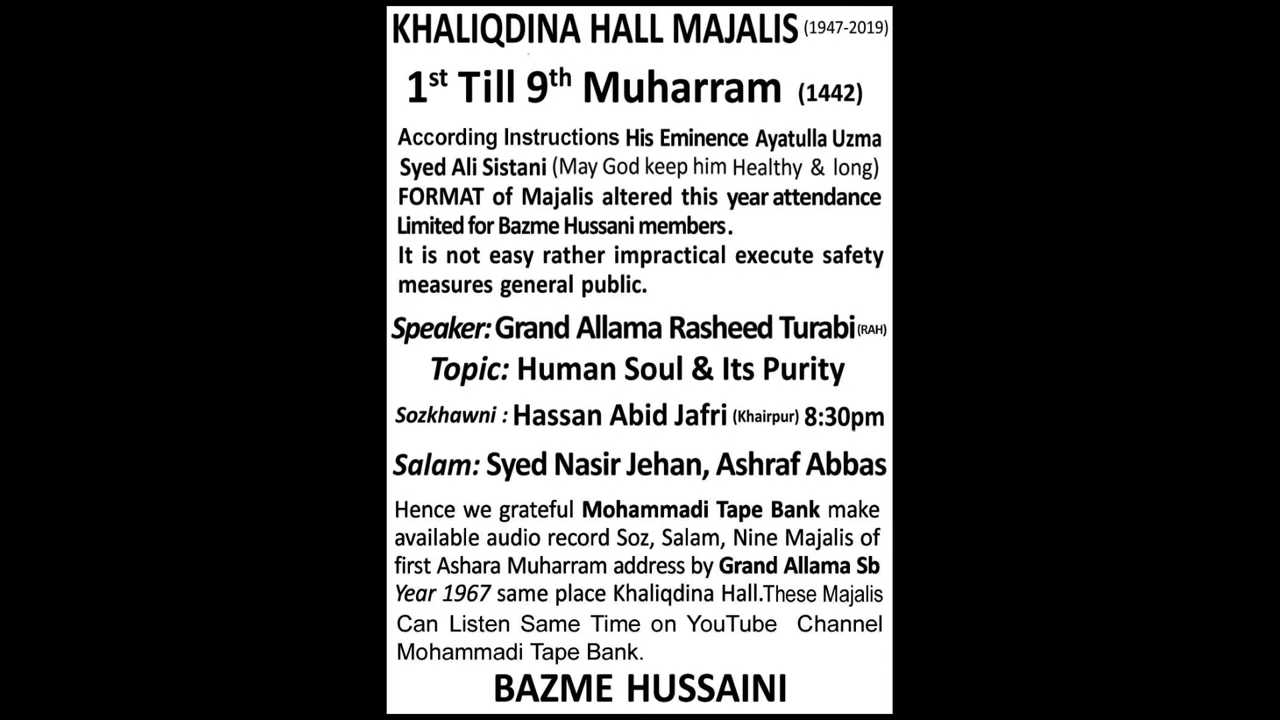 KHALIQDINA HALL MAJALIS (1947-2019)
1st Till 9th Muharram (1442)
According Instructions His Eminence Ayatulla Uzma
Syed Ali Sistani (May God keep him Healthy & long)
FORMAT of Majalis altered this year attendance
Limited for Bazme Hussani members.
It is not easy rather impractical execute safety
measures general public.
Speaker: Grand Allama Rasheed Turabi (RAH)
Topic: Human Soul & Its Purity
Sozkhawni : Hassan Abid Jafri (Khairpur) 8:30pm
Salam: Syed Nasir Jehan, Ashraf Abbas
Hence we grateful Mohammadi Tape Bank make
available audio record Soz, Salam, Nine Majalis of
first Ashara Muharram address by Grand Allama Sb
Year 1967 same place Khaliqdina Hall.These Majalis
Can Listen Same Time on YouTube Channel
Mohammadi Tape Bank.
BAZME HUSSAINI